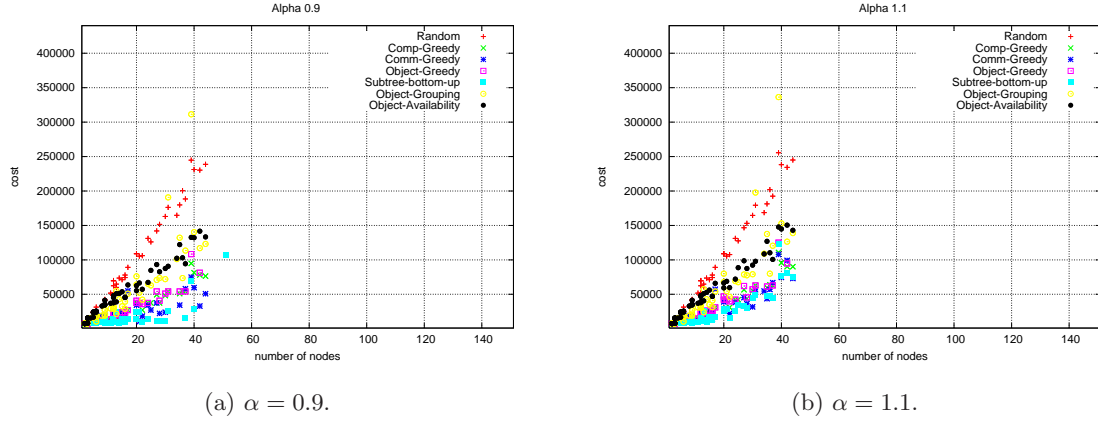 Alpha 0.9
400000
350000
300000
250000
200000
150000
100000
50000
cost
20 40 60 80 100 120 140
number of nodes
Random
Comp-Greedy
Comm-Greedy
Object-Greedy
Subtree-bottom-up
Object-Grouping
Object-Availability
(a) α = 0.9.
Alpha 1.1
400000
350000
300000
250000
200000
150000
100000
50000
cost
20 40 60 80 100 120 140
number of nodes
Random
Comp-Greedy
Comm-Greedy
Object-Greedy
Subtree-bottom-up
Object-Grouping
Object-Availability
(b) α = 1.1.